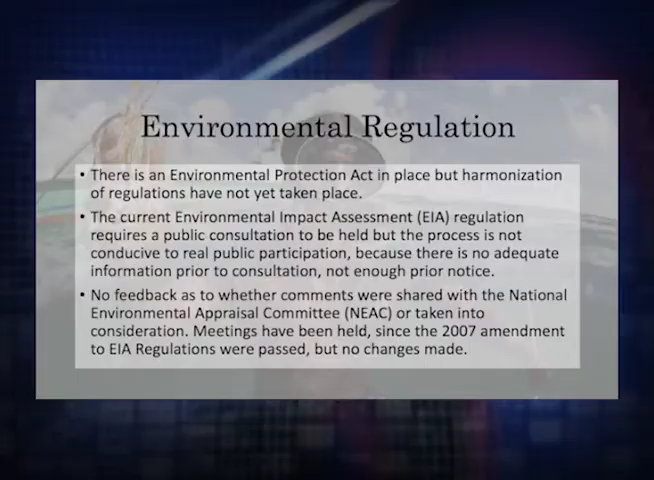 Environmental Regulation
• There is an Environmental Protection Act in place but harmonization
of regulations have not yet taken place.
• The current Environmental Impact Assessment (EIA) regulation
requires a public consultation to be held but the process is not
conducive to real public participation, because there is no adequate
information prior to consultation, not enough prior notice.
• No feedback as to whether comments were shared with the National
Environmental Appraisal Committee (NEAC) or taken into
consideration. Meetings have been held, since the 2007 amendment
to EIA Regulations were passed, but no changes made.